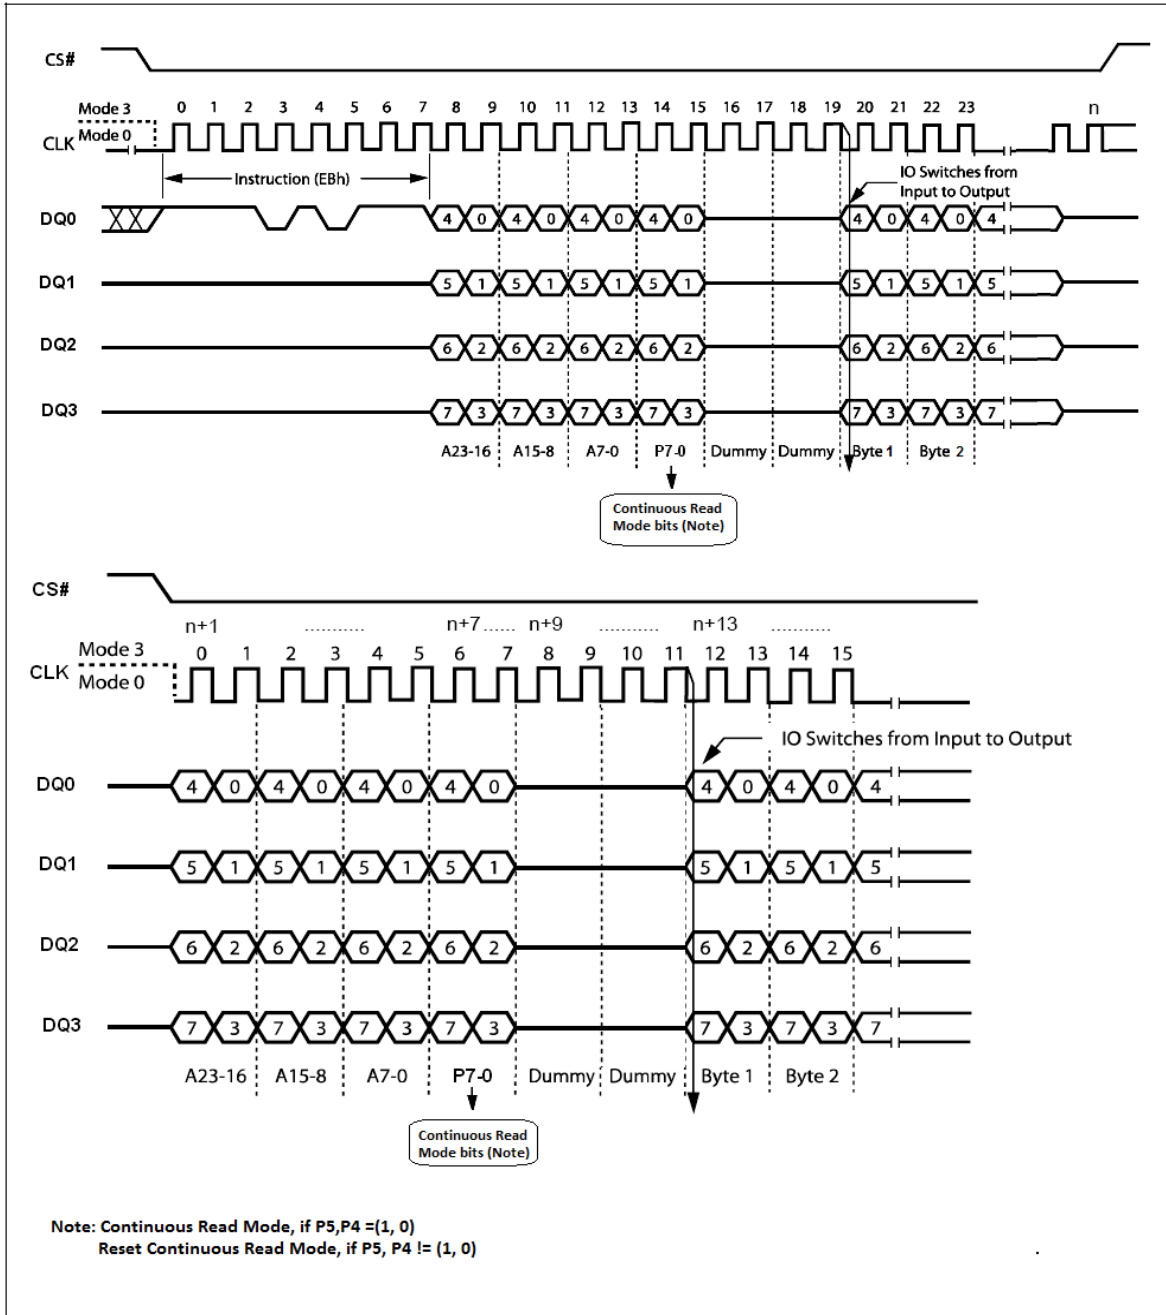 CS#
Mode 3
0 1 2 3 4 5 6 7 8 9 10 11 12 13 14 15 16 17 18 19 20 21 22 23 n
Mode 0
CLK
Instruction (EBh)
IO Switches from
Input to Output
DQ0 4 0 4 0 4 0 4 0 4 0 4 0 4
DQ1 5 1 5 1 5 1 5 1 5 1 5 1 5
DQ2 6 2 6 2 6 2 6 2 6 2 6 2 6
DQ3 7 3 7 3 7 3 7 3 7 3 7 3 7
A23-16 A15-8 A7-0 P7-0 Dummy Dummy Byte 1 Byte 2
Continuous Read
Mode bits (Note)
CS#
n+1 ........... n+7 ...... n+9 ........... n+13 ...........
Mode 3
0 1 2 3 4 5 6 7 8 9 10 11 12 13 14 15
CLK
Mode 0
IO Switches from Input to Output
DQ0 4 0 4 0 4 0 4 0 4 0 4 0 4
DQ1 5 1 5 1 5 1 5 1 5 1 5 1 5
DQ2 6 2 6 2 6 2 6 2 6 2 6 2 6
DQ3 7 3 7 3 7 3 7 3 7 3 7 3 7
A23-16 A15-8 A7-0 P7-0 Dummy Dummy Byte 1 Byte 2
Continuous Read
Mode bits (Note)
Note: Continuous Read Mode, if P5,P4 =(1, 0)
Reset Continuous Read Mode, if P5, P4 != (1, 0)
.